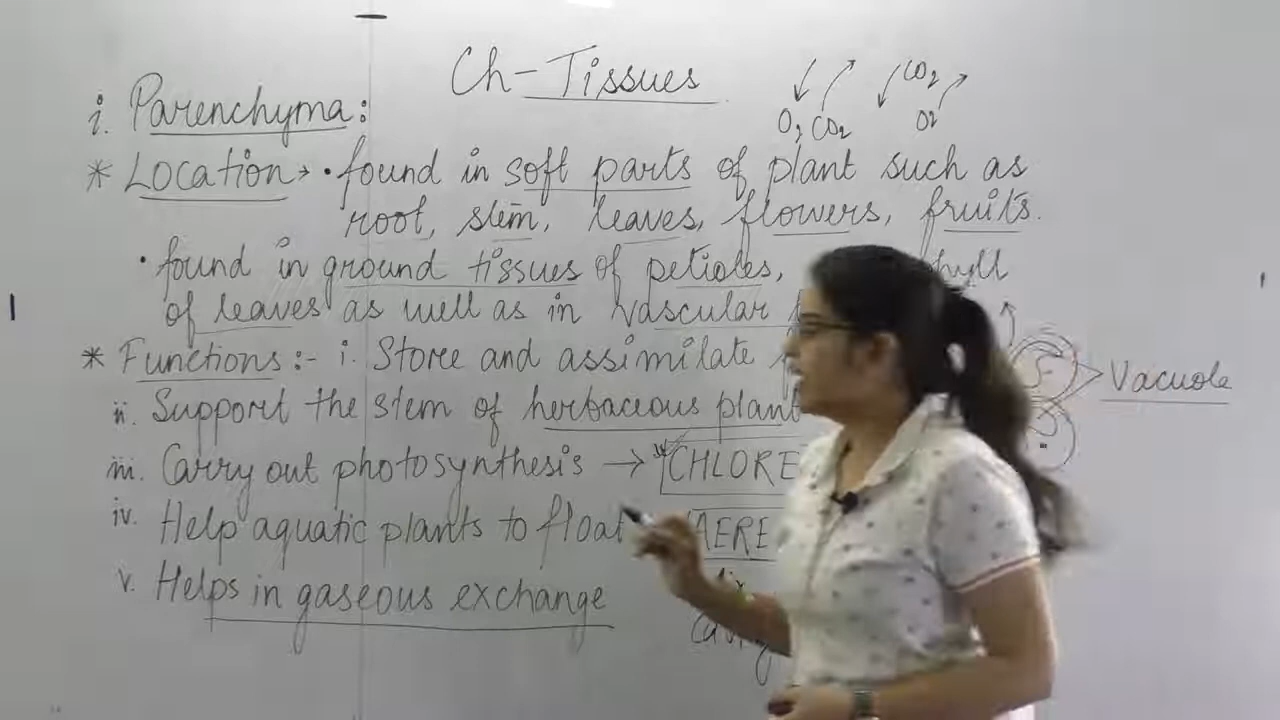 Ch-Tissues
O2 CO2 CO2 O2
i. Parenchyma:
* Location → • found in soft parts of plant such as
root, stem, leaves, flowers, fruits.
• found in ground tissues of petioles,
of leaves as well as in vascular
* Functions:- i. Store and assimilate
Vacuole
ii. Support the stem of herbaceous plant
iii. Carry out photosynthesis → CHLORE
iv. Help aquatic plants to float AERE
v. Helps in gaseous exchange